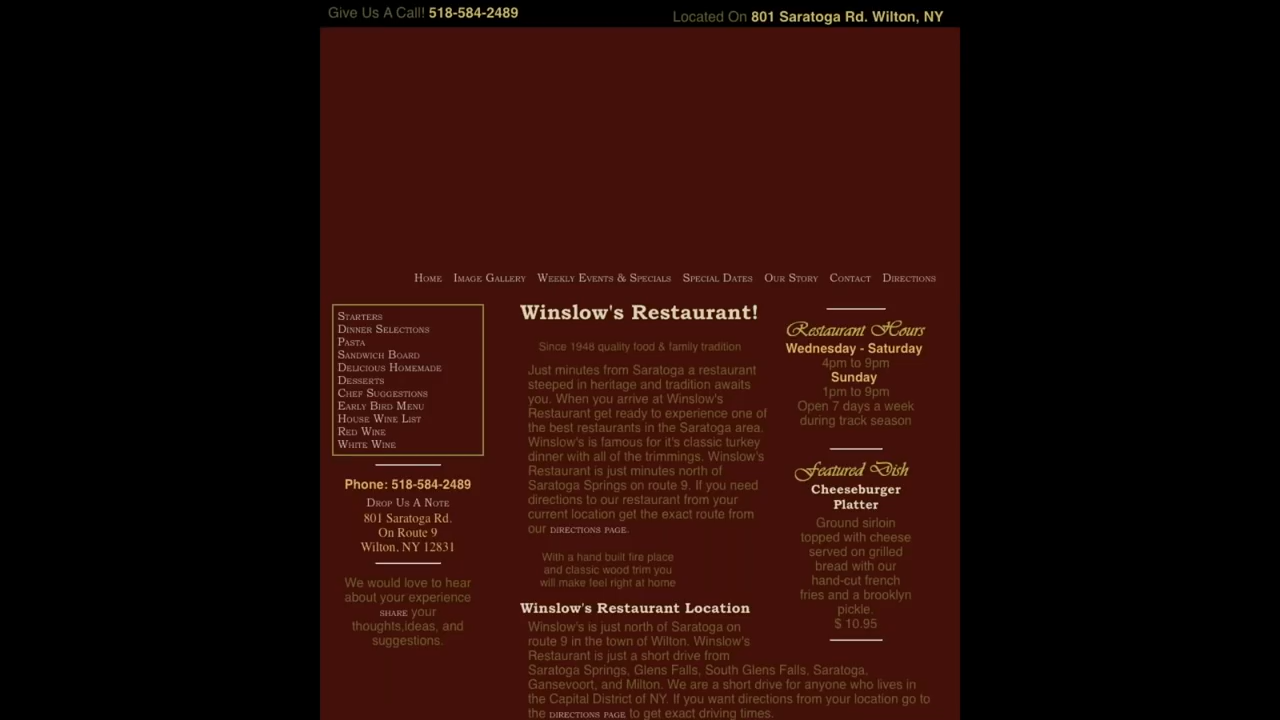 Give Us A Call! 518-584-2489
Located On 801 Saratoga Rd. Wilton, NY
Home Image Gallery Weekly Events & Specials Special Dates Our Story Contact Directions
Starters
Dinner Selections
Pasta
Sandwich Board
Delicious Homemade
Desserts
Chef Suggestions
Early Bird Menu
House Wine List
Red Wine
White Wine
Phone: 518-584-2489
Drop Us A Note
801 Saratoga Rd.
On Route 9
Wilton, NY 12831
We would love to hear
about your experience
share your
thoughts,ideas, and
suggestions.
Winslow's Restaurant!
Since 1948 quality food & family tradition
Just minutes from Saratoga a restaurant
steeped in heritage and tradition awaits
you. When you arrive at Winslow's
Restaurant get ready to experience one of
the best restaurants in the Saratoga area.
Winslow's is famous for it's classic turkey
dinner with all of the trimmings. Winslow's
Restaurant is just minutes north of
Saratoga Springs on route 9. If you need
directions to our restaurant from your
current location get the exact route from
our directions page.
With a hand built fire place
and classic wood trim you
will make feel right at home
Winslow's Restaurant Location
Winslow's is just north of Saratoga on
route 9 in the town of Wilton. Winslow's
Restaurant is just a short drive from
Saratoga Springs, Glens Falls, South Glens Falls, Saratoga,
Gansevoort, and Milton. We are a short drive for anyone who lives in
the Capital District of NY. If you want directions from your location go to
the directions page to get exact driving times.
Restaurant Hours
Wednesday - Saturday
4pm to 9pm
Sunday
1pm to 9pm
Open 7 days a week
during track season
Featured Dish
Cheeseburger
Platter
Ground sirloin
topped with cheese
served on grilled
bread with our
hand-cut french
fries and a brooklyn
pickle.
$ 10.95